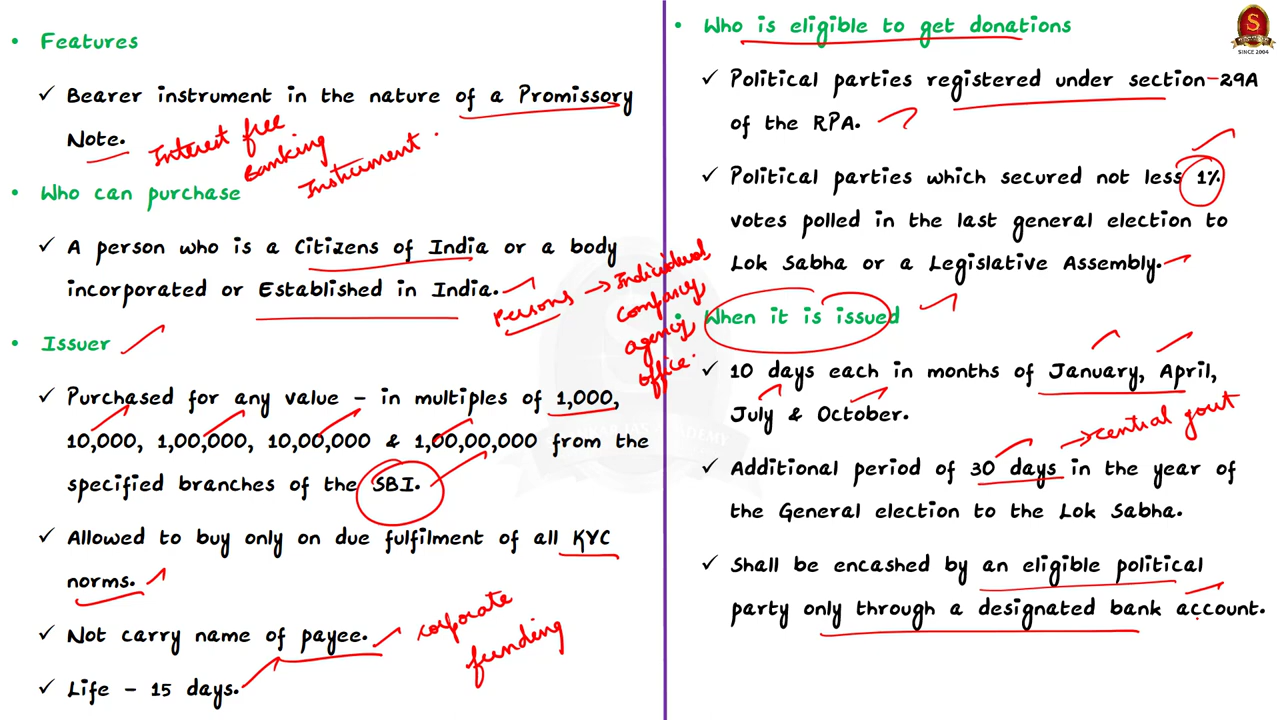 • Features
✓ Bearer instrument in the nature of a Promissory
Note.
Interest free
Banking
Instrument.
• Who can purchase
✓ A person who is a Citizens of India or a body
incorporated or Established in India.
Persons → Individual,
company,
agency,
office.
• Issuer
✓ Purchased for any value - in multiples of 1,000,
10,000, 1,00,000, 10,00,000 & 1,00,00,000 from the
specified branches of the SBI.
✓ Allowed to buy only on due fulfilment of all KYC
norms.
✓ Not carry name of payee.
corporate
funding
✓ Life - 15 days.
• Who is eligible to get donations
✓ Political parties registered under section-29A
of the RPA.
✓ Political parties which secured not less 1%
votes polled in the last general election to
Lok Sabha or a Legislative Assembly.
• When it is issued
✓ 10 days each in months of January, April,
July & October.
→ central govt
✓ Additional period of 30 days in the year of
the General election to the Lok Sabha.
✓ Shall be encashed by an eligible political
party only through a designated bank account.
SINCE 2004